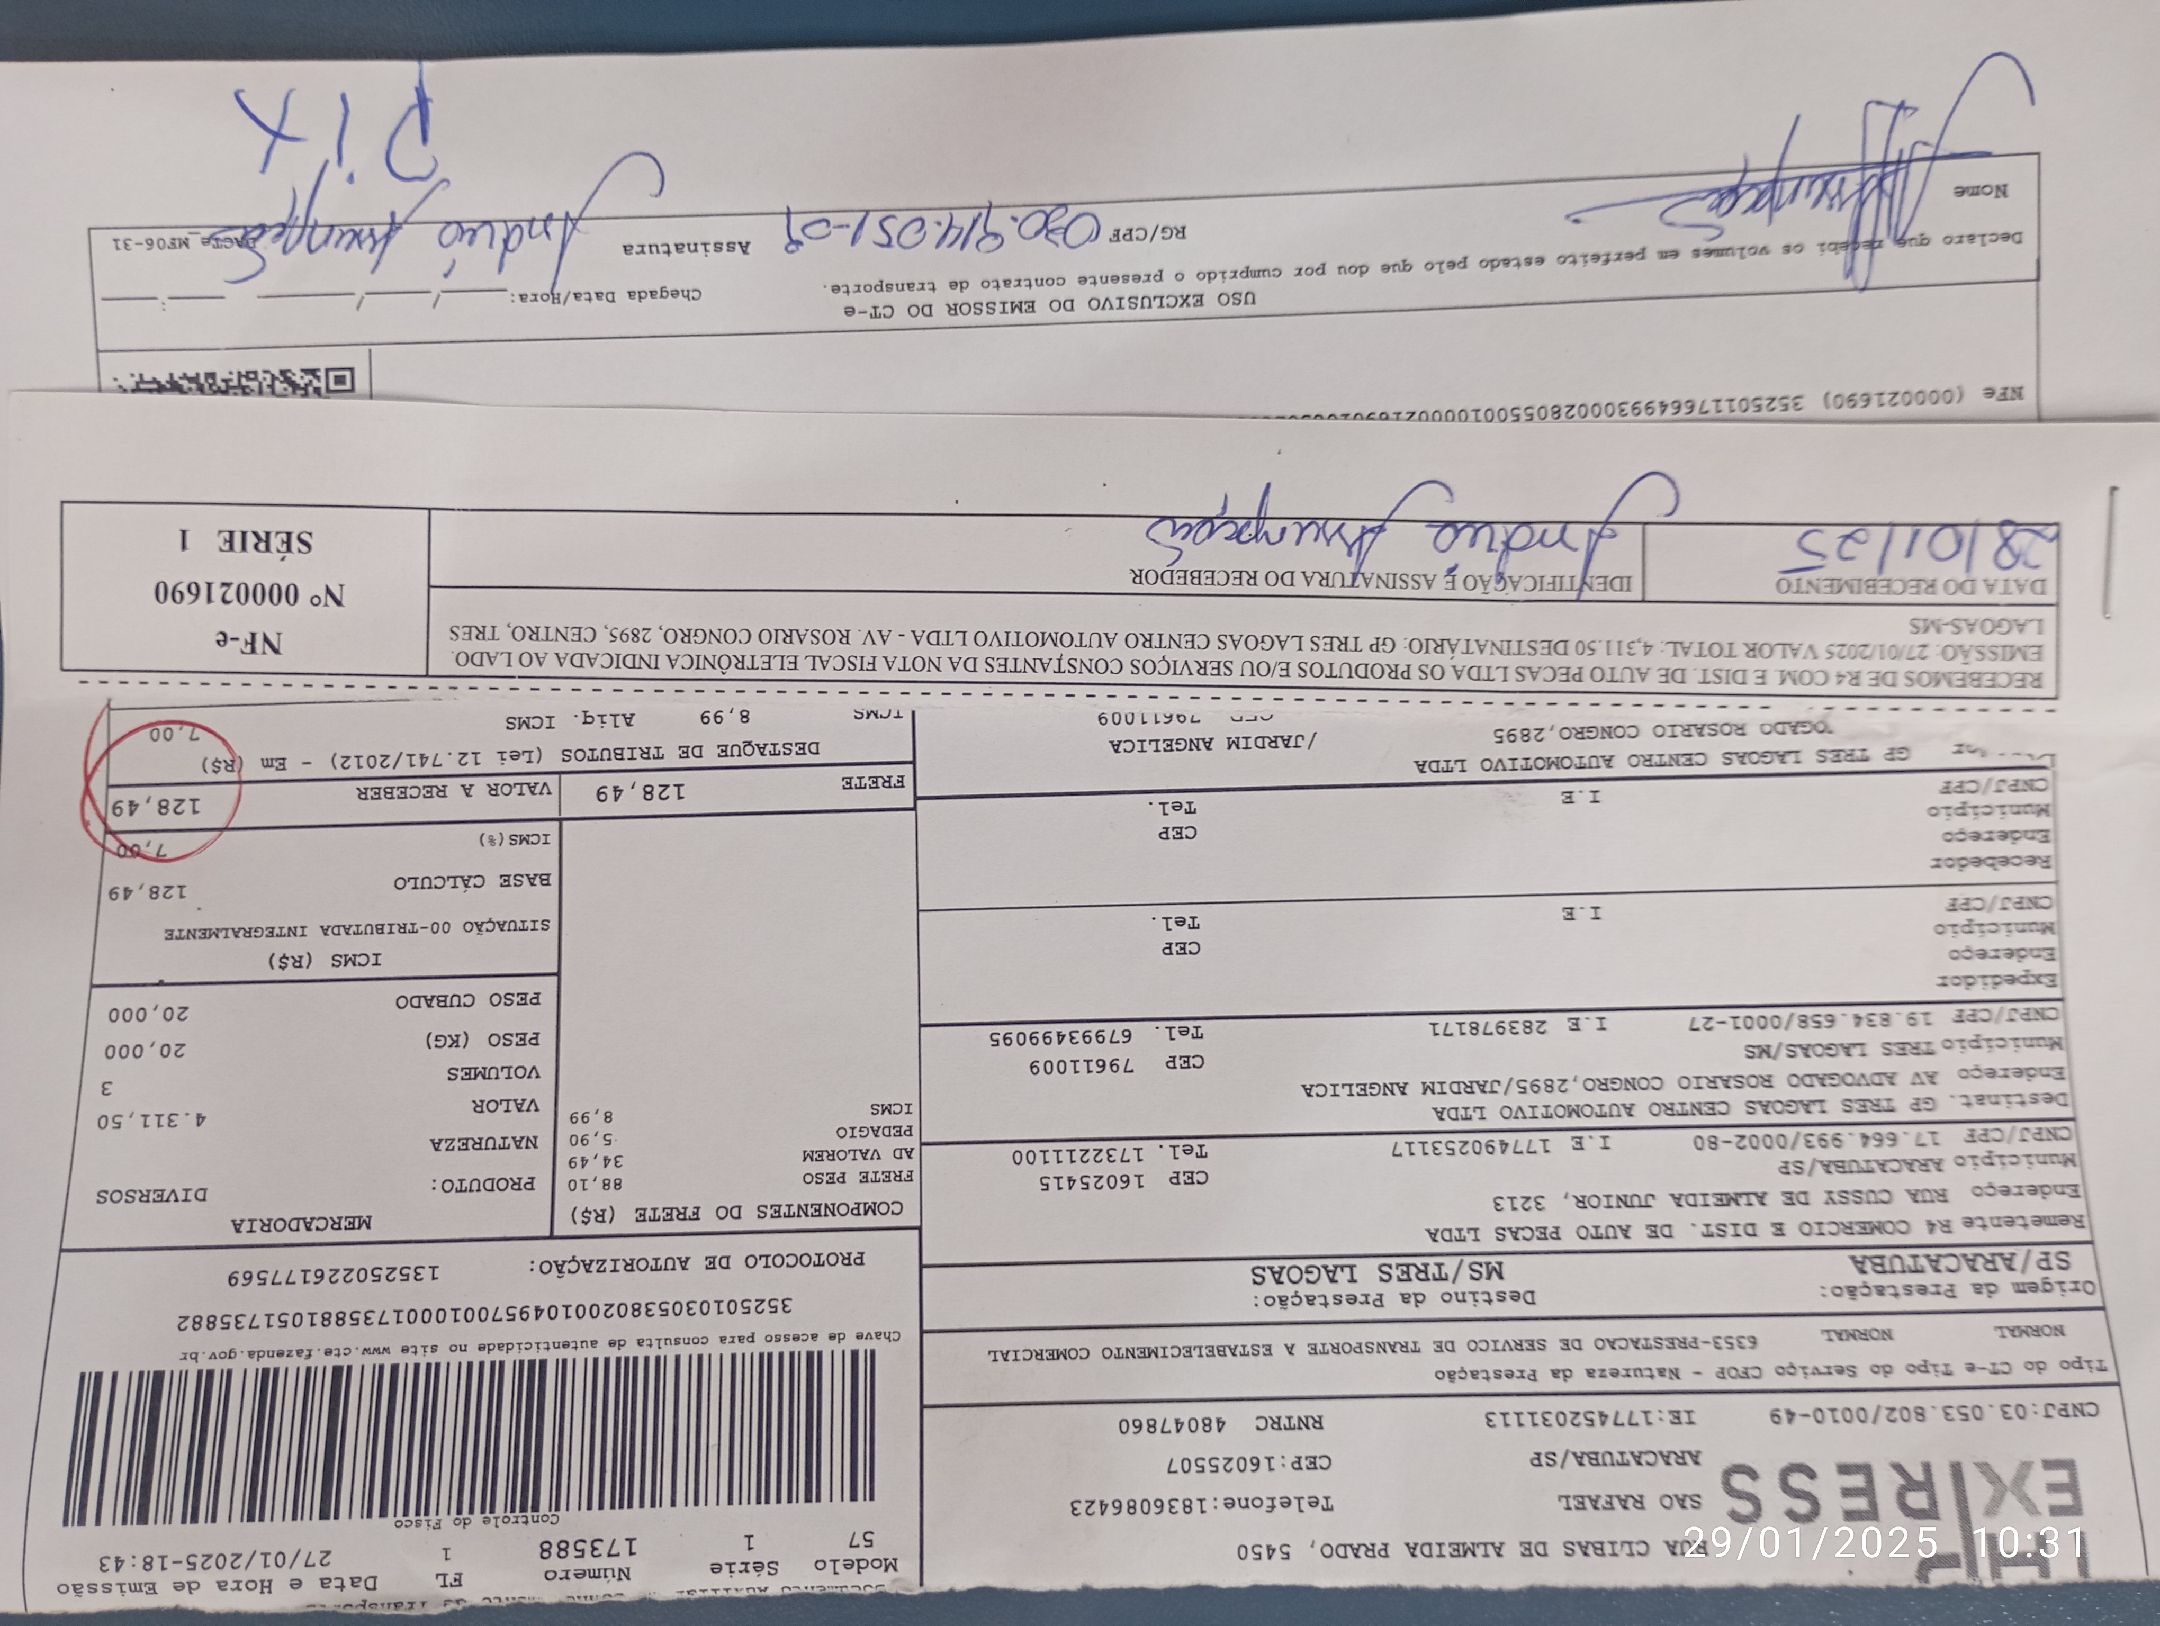 Modelo Série Número FL Data e Hora de Emissão
57 1 173588 1 27/01/2025-18:43
Controle do Fisco
EXPRESS
RUA CLIBAS DE ALMEIDA PRADO, 5450
SAO RAFAEL Telefone:1836086423
ARACATUBA/SP CEP:16025507
CNPJ:03.053.802/0010-49 IE:177452031113 RNTRC 48047860
Chave de acesso para consulta de autenticidade no site www.cte.fazenda.gov.br
35250103053802001049570010001735881051735882
PROTOCOLO DE AUTORIZAÇÃO: 135250226177569
Tipo do CT-e Tipo do Serviço CFOP - Natureza da Prestação
NORMAL NORMAL 6353-PRESTACAO DE SERVICO DE TRANSPORTE A ESTABELECIMENTO COMERCIAL
Origem da Prestação: Destino da Prestação:
SP/ARACATUBA MS/TRES LAGOAS
Remetente R4 COMERCIO E DIST. DE AUTO PECAS LTDA
Endereço RUA CUSSY DE ALMEIDA JUNIOR, 3213
Município ARACATUBA/SP CEP 16025415
CNPJ/CPF 17.664.993/0002-80 I.E 177490253117 Tel. 1732211100
Destinat. GP TRES LAGOAS CENTRO AUTOMOTIVO LTDA
Endereço AV ADVOGADO ROSARIO CONGRO,2895/JARDIM ANGELICA
Município TRES LAGOAS/MS CEP 79611009
CNPJ/CPF 19.834.658/0001-27 I.E 283978171 Tel. 67993499095
Expedidor
Endereço
Município CEP
CNPJ/CPF I.E Tel.
Recebedor
Endereço
Município CEP
CNPJ/CPF I.E Tel.
GP TRES LAGOAS CENTRO AUTOMOTIVO LTDA
OGADO ROSARIO CONGRO,2895 /JARDIM ANGELICA
CEP 79611009
COMPONENTES DO FRETE (R$)
FRETE PESO 88,10
AD VALOREM 34,49
PEDAGIO 5,90
ICMS 8,99
MERCADORIA
PRODUTO: DIVERSOS
NATUREZA
VALOR 4.311,50
VOLUMES 3
PESO (KG) 20,000
PESO CUBADO 20,000
ICMS (R$)
SITUAÇÃO 00-TRIBUTADA INTEGRALMENTE
BASE CÁLCULO 128,49
ICMS(%) 7,00
FRETE 128,49 VALOR A RECEBER 128,49
DESTAQUE DE TRIBUTOS (Lei 12.741/2012) - Em (R$)
ICMS 8,99 Aliq. ICMS 7,00
RECEBEMOS DE R4 COM. E DIST. DE AUTO PECAS LTDA OS PRODUTOS E/OU SERVIÇOS CONSTANTES DA NOTA FISCAL ELETRÔNICA INDICADA AO LADO.
EMISSÃO: 27/01/2025 VALOR TOTAL: 4,311.50 DESTINATÁRIO: GP TRES LAGOAS CENTRO AUTOMOTIVO LTDA - AV. ROSARIO CONGRO, 2895, CENTRO, TRES
LAGOAS-MS
DATA DO RECEBIMENTO IDENTIFICAÇÃO E ASSINATURA DO RECEBEDOR
28/01/25
NF-e
Nº 000021690
SÉRIE 1
NFe (000021690)
USO EXCLUSIVO DO EMISSOR DO CT-e
Declaro que recebi os volumes em perfeito estado pelo que dou por cumprido o presente contrato de transporte.
Chegada Data/Hora: / / :
Nome RG/CPF 030.914.051-09 Assinatura
DACTe_MF06-31
Pix
29/01/2025 10:31